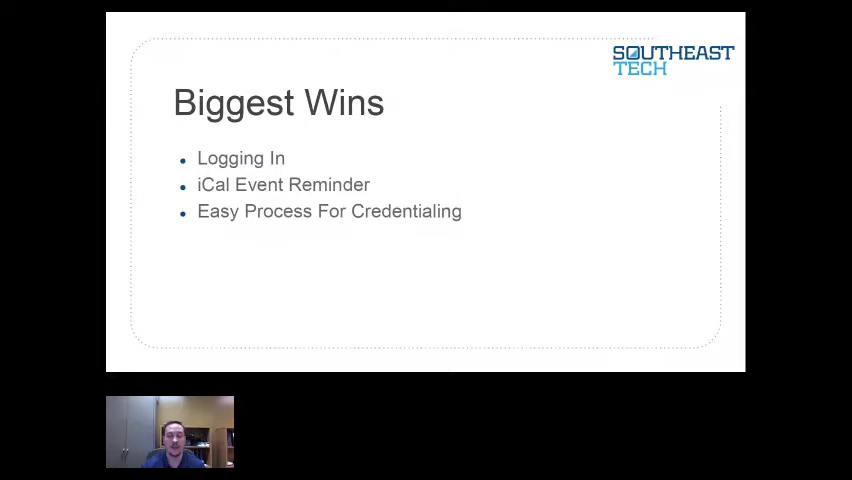 SOUTHEAST
TECH
Biggest Wins
Logging In
iCal Event Reminder
Easy Process For Credentialing